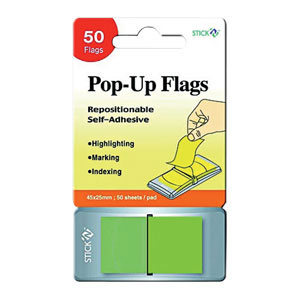 50
Flags
STICK N
Pop-Up Flags
Repositionable
Self-Adhesive
•Highlighting
•Marking
•Indexing
45x25mm | 50 sheets / pad
STICK N